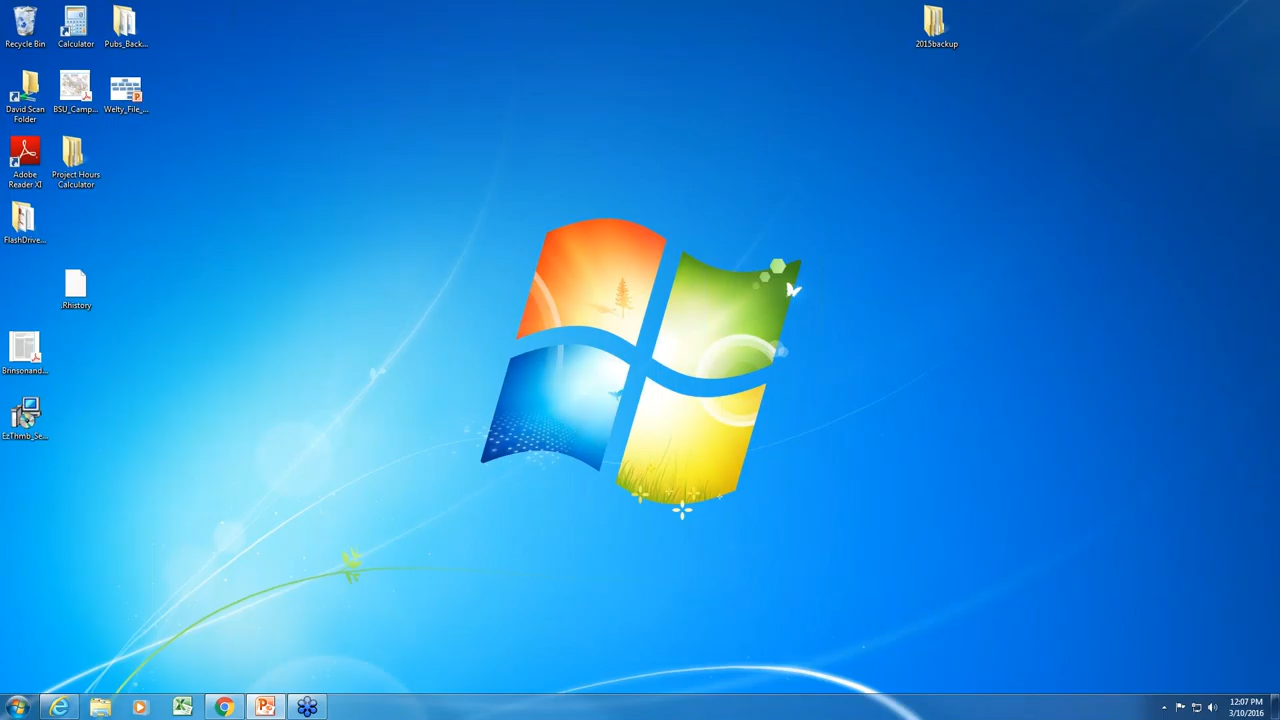 Recycle Bin
Calculator
Pubs_Back...
2015backup
David Scan
Folder
BSU_Camp...
Welty_File_...
Adobe
Reader XI
Project Hours
Calculator
FlashDrive...
.Rhistory
Brinsonand...
EzThmb_Se...
12:07 PM
3/10/2016